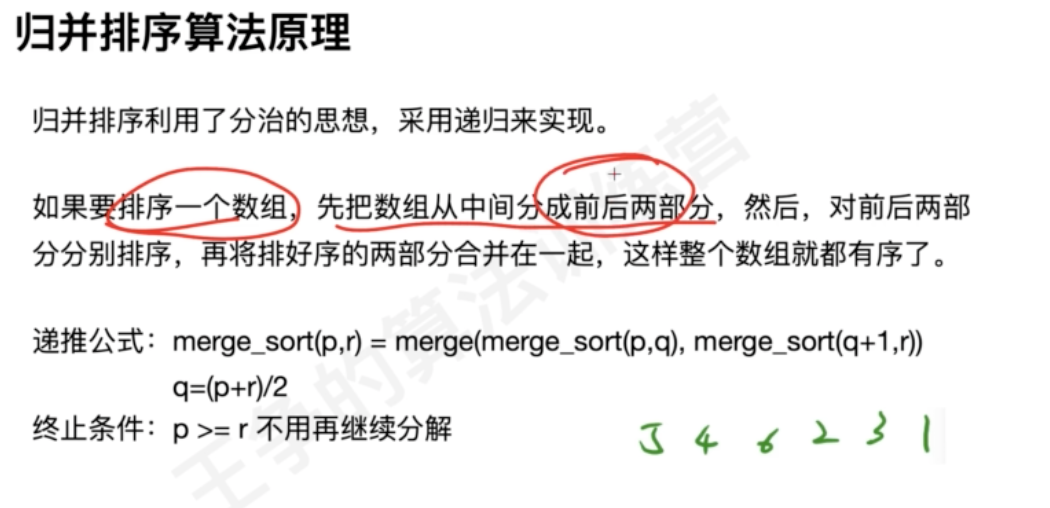 归并排序算法原理
归并排序利用了分治的思想，采用递归来实现。
如果要排序一个数组，先把数组从中间分成前后两部分，然后，对前后两部
分分别排序，再将排好序的两部分合并在一起，这样整个数组就都有序了。
递推公式：merge_sort(p,r) = merge(merge_sort(p,q), merge_sort(q+1,r))
q=(p+r)/2
终止条件：p >= r 不用再继续分解
5 4 6 2 3 1
王争的算法训练营